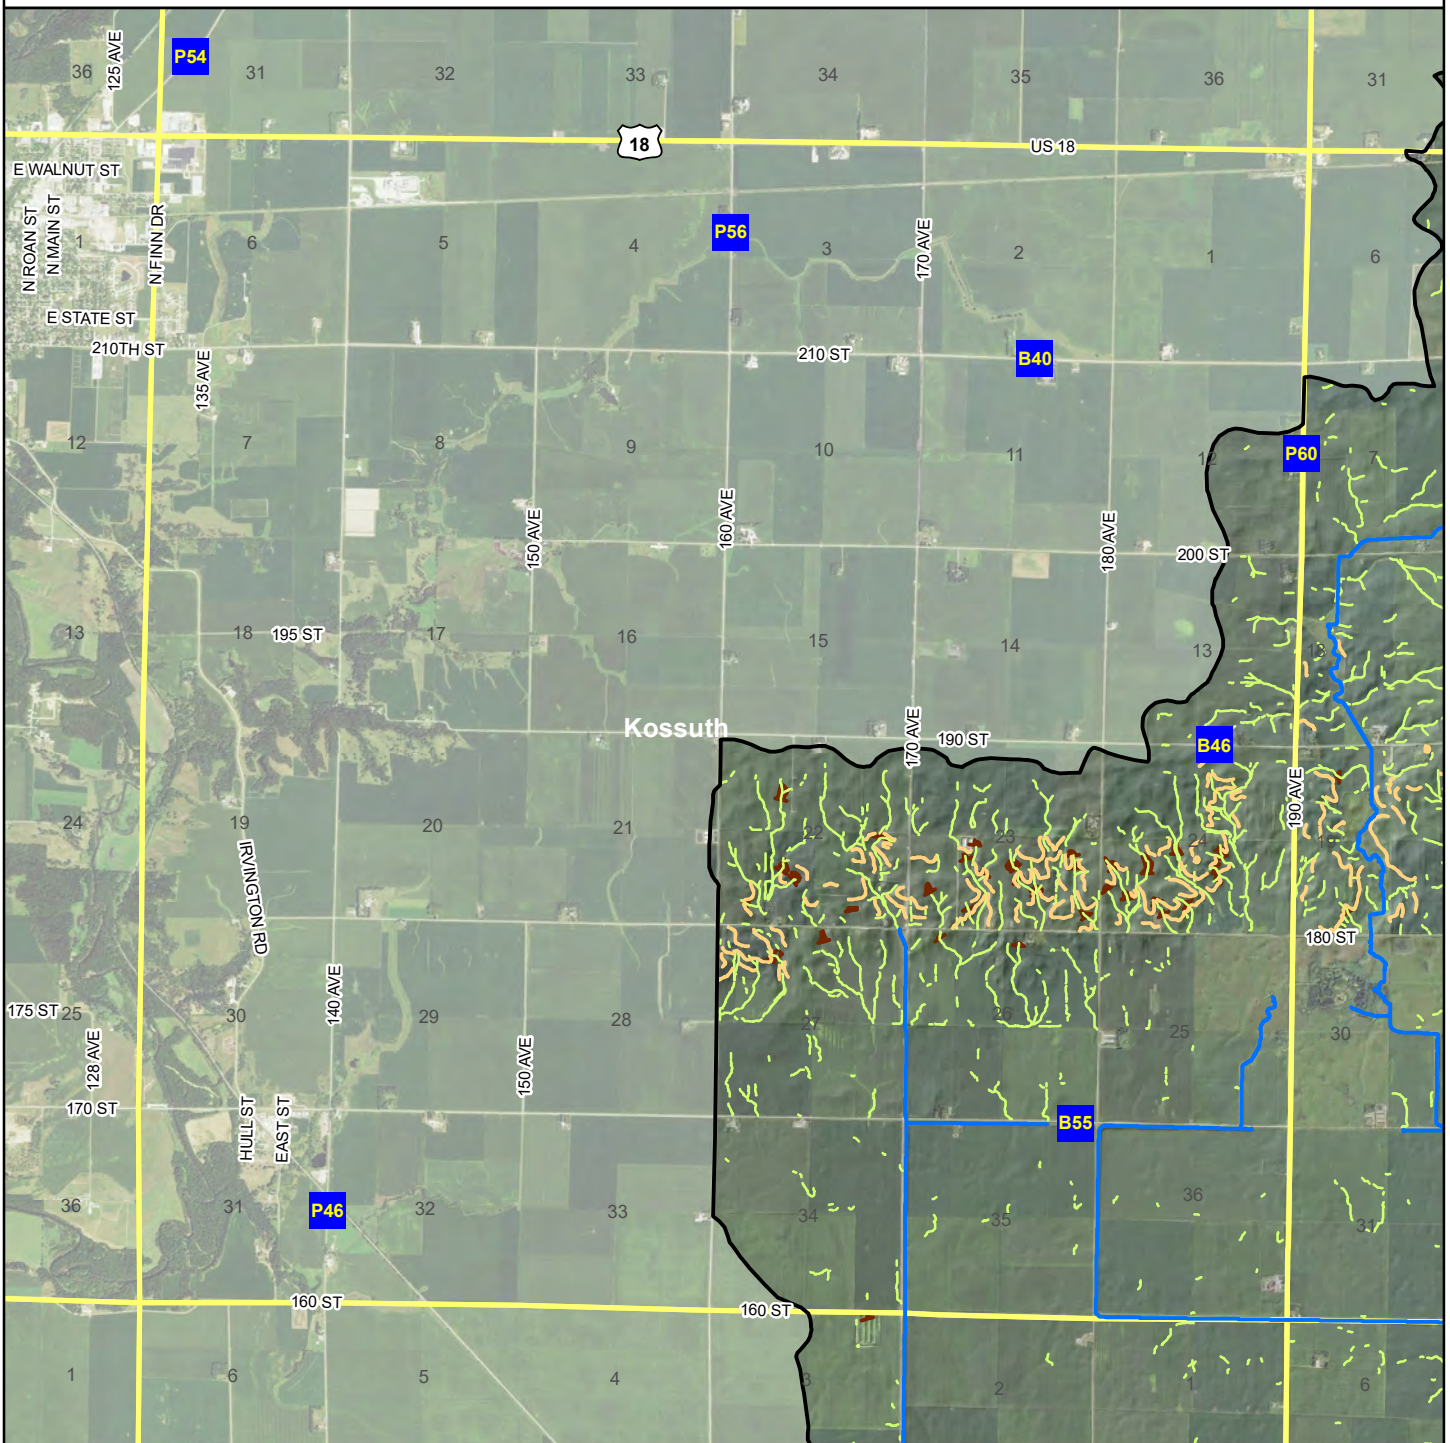 125 AVE
P54
36
31
32
33
34
35
36
31
18
US 18
E WALNUT ST
N ROAN ST
N MAIN ST
N FINN DR
1
6
5
4
P56
3
170 AVE
2
1
6
E STATE ST
210TH ST
135 AVE
210 ST
B40
12
7
8
9
10
11
12
P60
7
150 AVE
160 AVE
180 AVE
200 ST
13
18
195 ST
17
16
15
14
13
18
Kossuth
170 AVE
190 ST
B46
190 AVE
24
19
20
21
22
23
24
19
IRVINGTON RD
180 ST
175 ST
25
30
140 AVE
29
28
27
26
25
30
128 AVE
150 AVE
170 ST
HULL ST
EAST ST
B55
36
31
P46
32
33
34
35
36
31
160 ST
160 ST
1
6
5
4
3
2
1
6